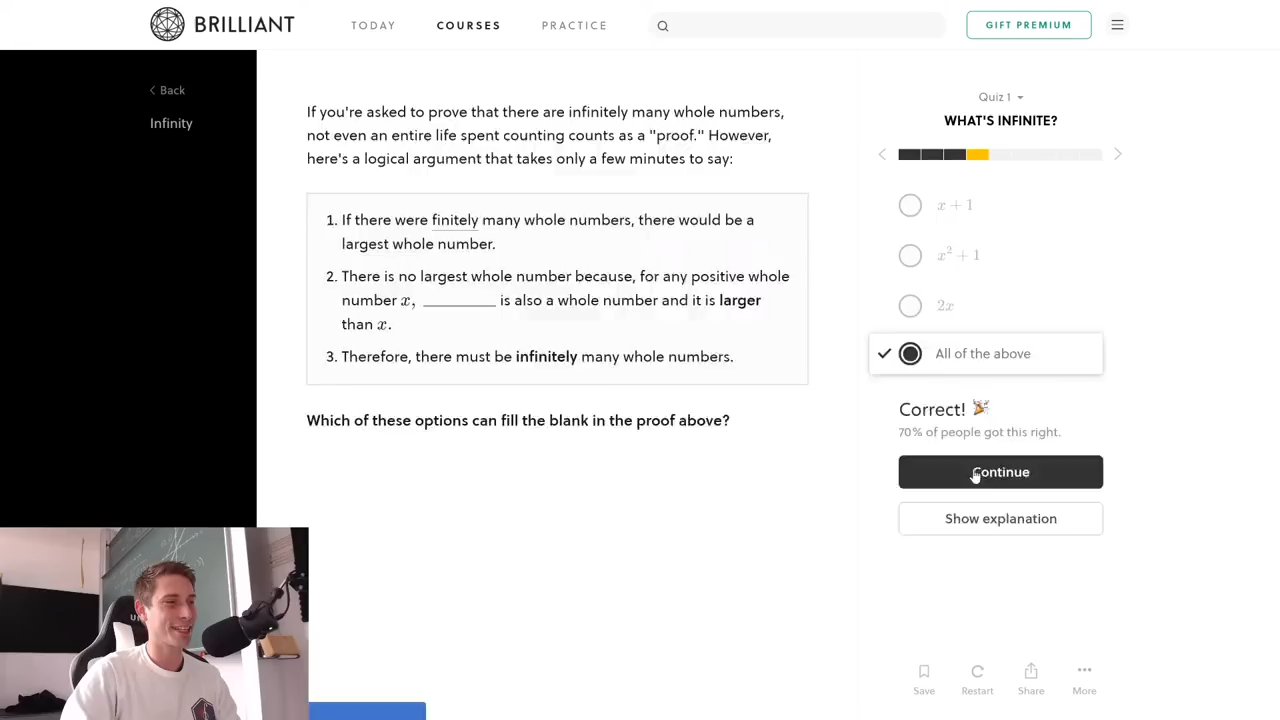 BRILLIANT
TODAY
COURSES
PRACTICE
GIFT PREMIUM
Back
Infinity
If you're asked to prove that there are infinitely many whole numbers,
not even an entire life spent counting counts as a "proof." However,
here's a logical argument that takes only a few minutes to say:
1. If there were finitely many whole numbers, there would be a
largest whole number.
2. There is no largest whole number because, for any positive whole
number x, ________ is also a whole number and it is larger
than x.
3. Therefore, there must be infinitely many whole numbers.
Which of these options can fill the blank in the proof above?
Quiz 1
WHAT'S INFINITE?
x + 1
x² + 1
2x
All of the above
Correct! 🎉
70% of people got this right.
Continue
Show explanation
Save
Restart
Share
More